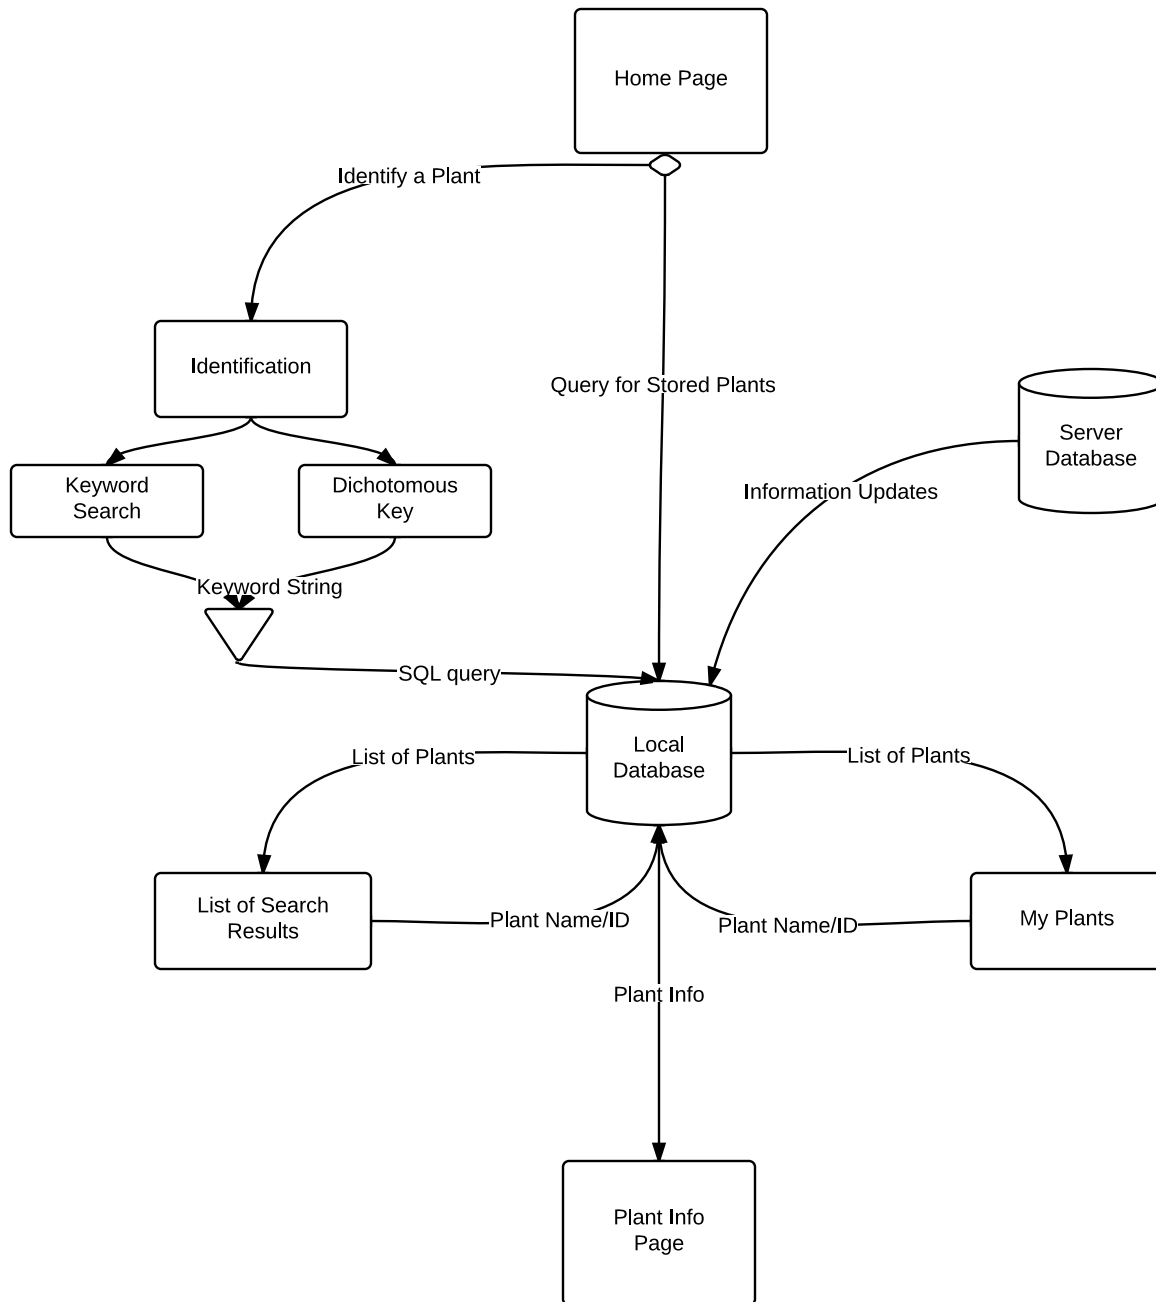 Home Page
Identify a Plant
Identification
Query for Stored Plants
Server
Database
Keyword
Search
Dichotomous
Key
Information Updates
Keyword String
SQL query
Local
Database
List of Plants
List of Plants
List of Search
Results
Plant Name/ID
Plant Name/ID
My Plants
Plant Info
Plant Info
Page